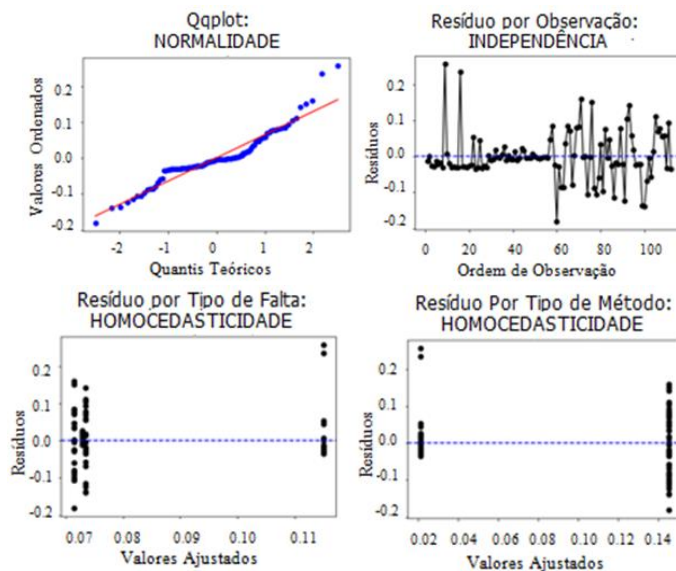 Qqplot:
NORMALIDADE
0.2
0.1
0.0
-0.1
-0.2
Valores Ordenados
-2
-1
0
1
2
Quantis Teóricos
Resíduo por Observação:
INDEPENDÊNCIA
0.2
0.1
0.0
-0.1
-0.2
Resíduos
0
20
40
60
80
100
Ordem de Observação
Resíduo por Tipo de Falta:
HOMOCEDASTICIDADE
0.2
0.1
0.0
-0.1
-0.2
Resíduos
0.07
0.08
0.09
0.10
0.11
Valores Ajustados
Resíduo Por Tipo de Método:
HOMOCEDASTICIDADE
0.2
0.1
0.0
-0.1
-0.2
Resíduos
0.02
0.04
0.06
0.08
0.10
0.12
0.14
Valores Ajustados